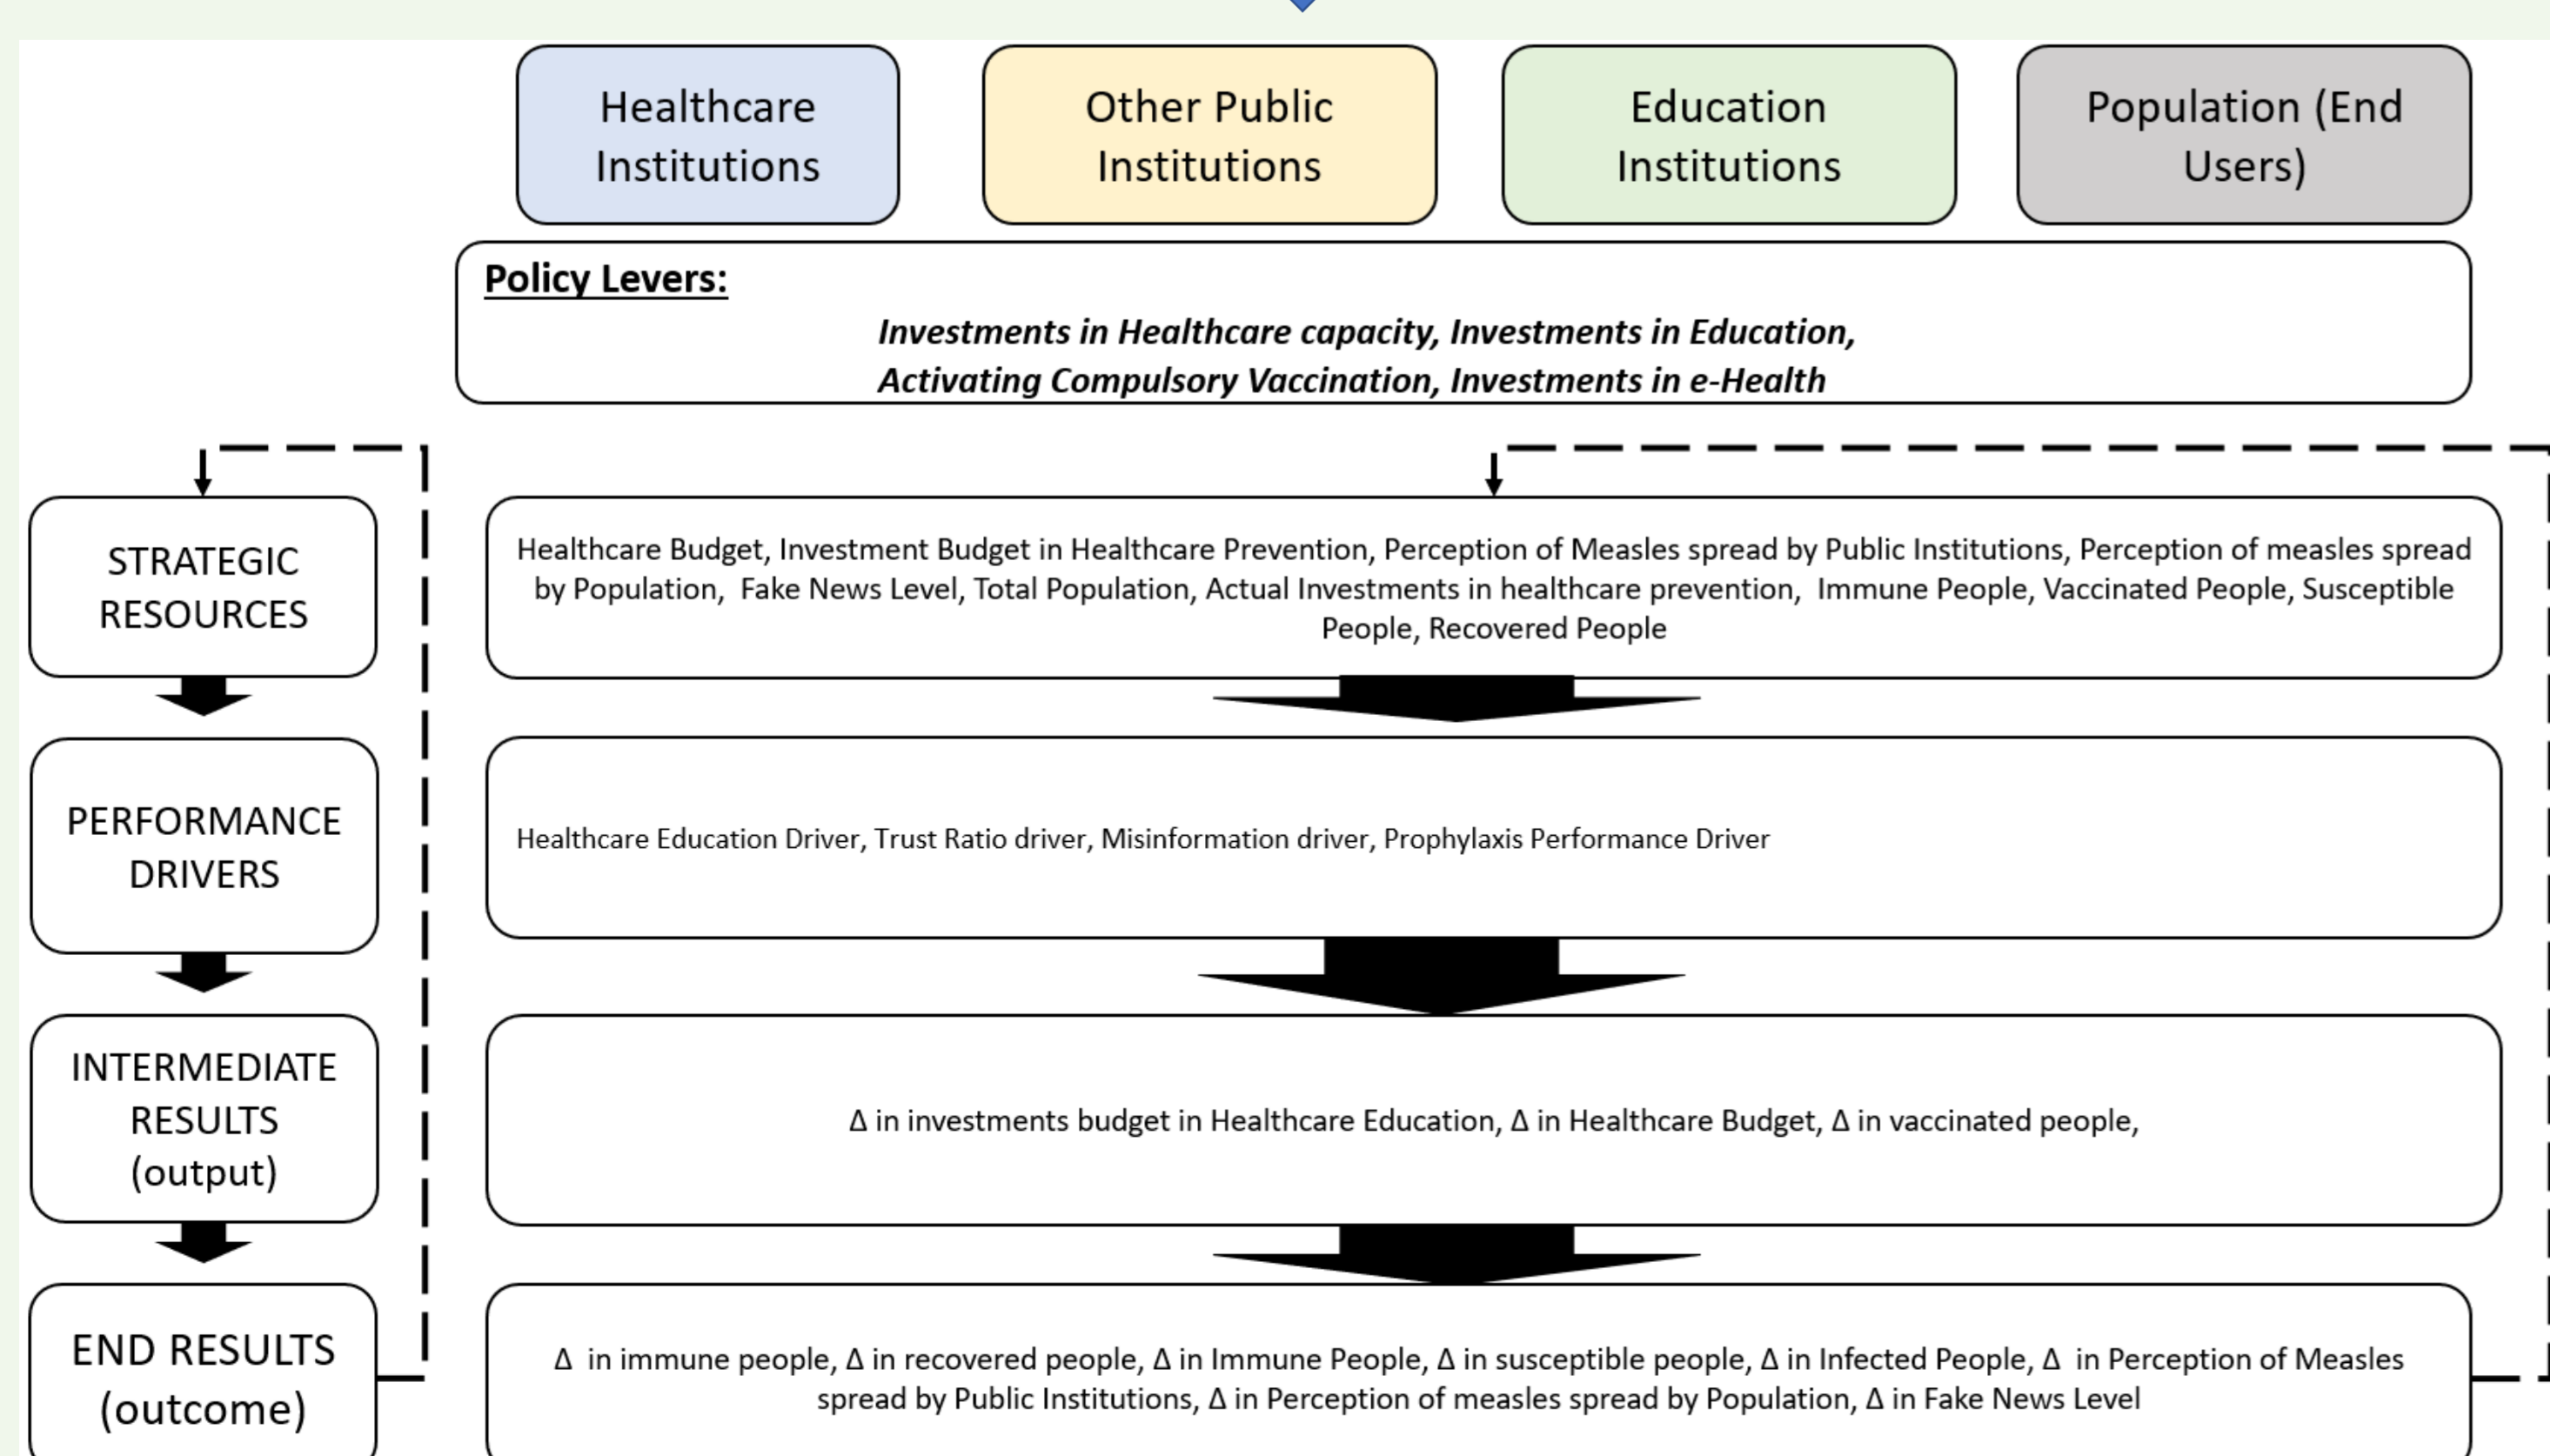 Healthcare
Institutions
Other Public
Institutions
Education
Institutions
Population (End
Users)
Policy Levers:
Investments in Healthcare capacity, Investments in Education,
Activating Compulsory Vaccination, Investments in e-Health
STRATEGIC
RESOURCES
Healthcare Budget, Investment Budget in Healthcare Prevention, Perception of Measles spread by Public Institutions, Perception of measles spread
by Population,  Fake News Level, Total Population, Actual Investments in healthcare prevention,  Immune People, Vaccinated People, Susceptible
People, Recovered People
PERFORMANCE
DRIVERS
Healthcare Education Driver, Trust Ratio driver, Misinformation driver, Prophylaxis Performance Driver
INTERMEDIATE
RESULTS
(output)
Δ in investments budget in Healthcare Education, Δ in Healthcare Budget, Δ in vaccinated people,
END RESULTS
(outcome)
Δ  in immune people, Δ in recovered people, Δ in Immune People, Δ in susceptible people, Δ in Infected People, Δ  in Perception of Measles
spread by Public Institutions, Δ in Perception of measles spread by Population, Δ in Fake News Level